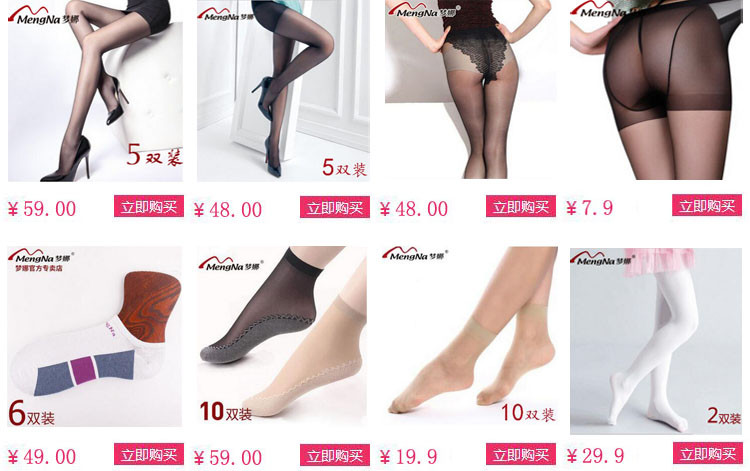 MengNa 梦娜®
MengNa 梦娜®
MengNa 梦娜®
MengNa 梦娜®
5双装
5双装
¥59.00 立即购买
¥48.00 立即购买
¥48.00 立即购买
¥7.9 立即购买
MengNa 梦娜®
梦娜官方专卖店
MengNa 梦娜®
MengNa 梦娜®
MengNa 梦娜®
MengNa
6双装
10双装
10双装
2双装
¥49.00 立即购买
¥59.00 立即购买
¥19.9 立即购买
¥29.9 立即购买